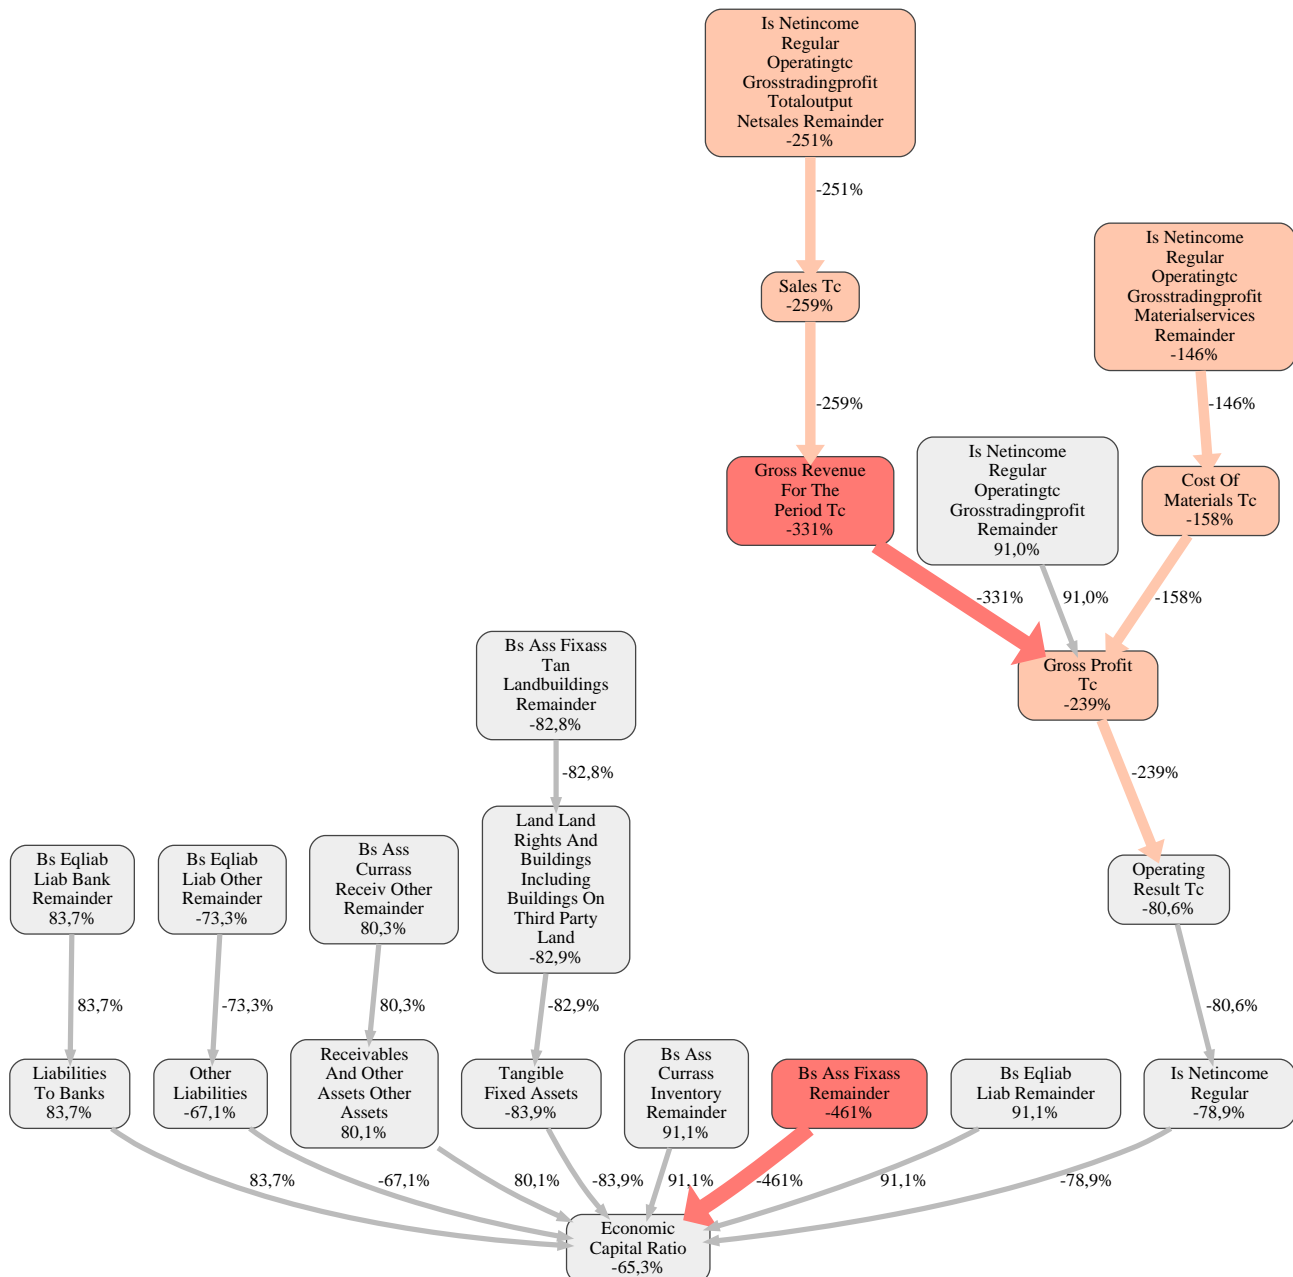 Is Netincome
Regular
Operatingtc
Grosstradingprofit
Totaloutput
Netsales Remainder
-251%
-251%
Is Netincome
Regular
Operatingtc
Grosstradingprofit
Materialservices
Remainder
-146%
Sales Tc
-259%
-259%
-146%
Is Netincome
Regular
Operatingtc
Grosstradingprofit
Remainder
91,0%
Gross Revenue
For The
Period Tc
-331%
Cost Of
Materials Tc
-158%
-331%
91,0%
-158%
Bs Ass Fixass
Tan
Landbuildings
Remainder
-82,8%
Gross Profit
Tc
-239%
-82,8%
-239%
Bs Eqliab
Liab Bank
Remainder
83,7%
Bs Eqliab
Liab Other
Remainder
-73,3%
Bs Ass
Currass
Receiv Other
Remainder
80,3%
Land Land
Rights And
Buildings
Including
Buildings On
Third Party
Land
-82,9%
Operating
Result Tc
-80,6%
83,7%
-73,3%
80,3%
-82,9%
-80,6%
Liabilities
To Banks
83,7%
Other
Liabilities
-67,1%
Receivables
And Other
Assets Other
Assets
80,1%
Tangible
Fixed Assets
-83,9%
Bs Ass
Currass
Inventory
Remainder
91,1%
Bs Ass Fixass
Remainder
-461%
Bs Eqliab
Liab Remainder
91,1%
Is Netincome
Regular
-78,9%
83,7%
-67,1%
80,1%
-83,9%
91,1%
-461%
91,1%
-78,9%
Economic
Capital Ratio
-65,3%